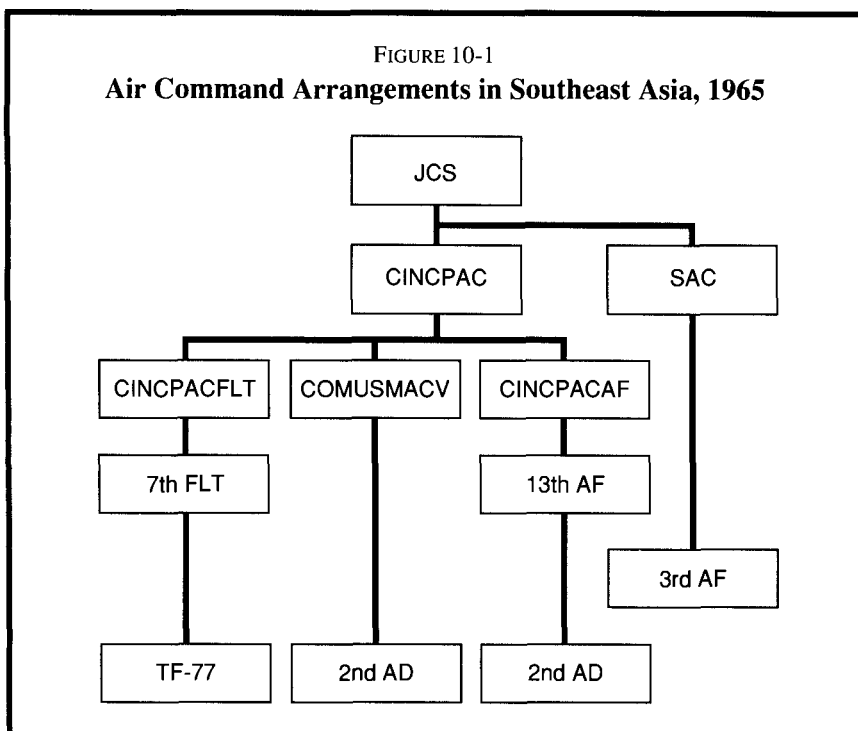 FIGURE 10-1
Air Command Arrangements in Southeast Asia, 1965
JCS
CINCPAC
SAC
CINCPACFLT
COMUSMACV
CINCPACAF
7th FLT
13th AF
3rd AF
TF-77
2nd AD
2nd AD